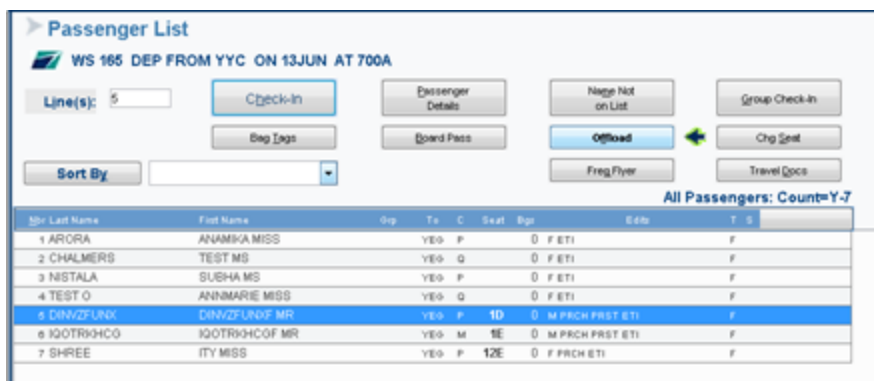 Passenger List
WS 165 DEP FROM YYC ON 13JUN AT 700A
Line(s): 5 Check-In Passenger Details Name Not on List Group Check-In
Bag Tags Board Pass Offload Chg Seat
Sort By Freq Flyer Travel Docs
All Passengers: Count=Y-7
Nbr Last Name First Name Grp To C Seat Bgs Edits T S
1 ARORA ANAMIKA MISS YEG P 0 F ETI F
2 CHALMERS TEST MS YEG Q 0 F ETI F
3 NISTALA SUBHA MS YEG P 0 F ETI F
4 TEST O ANNMARIE MISS YEG Q 0 F ETI F
5 DINVZFUNX DINVZFUNXF MR YEG P 1D 0 M PRCH PRST ETI F
6 IQOTRKHCG IQOTRKHCGF MR YEG M 1E 0 M PRCH PRST ETI F
7 SHREE ITY MISS YEG P 12E 0 F PRCH ETI F